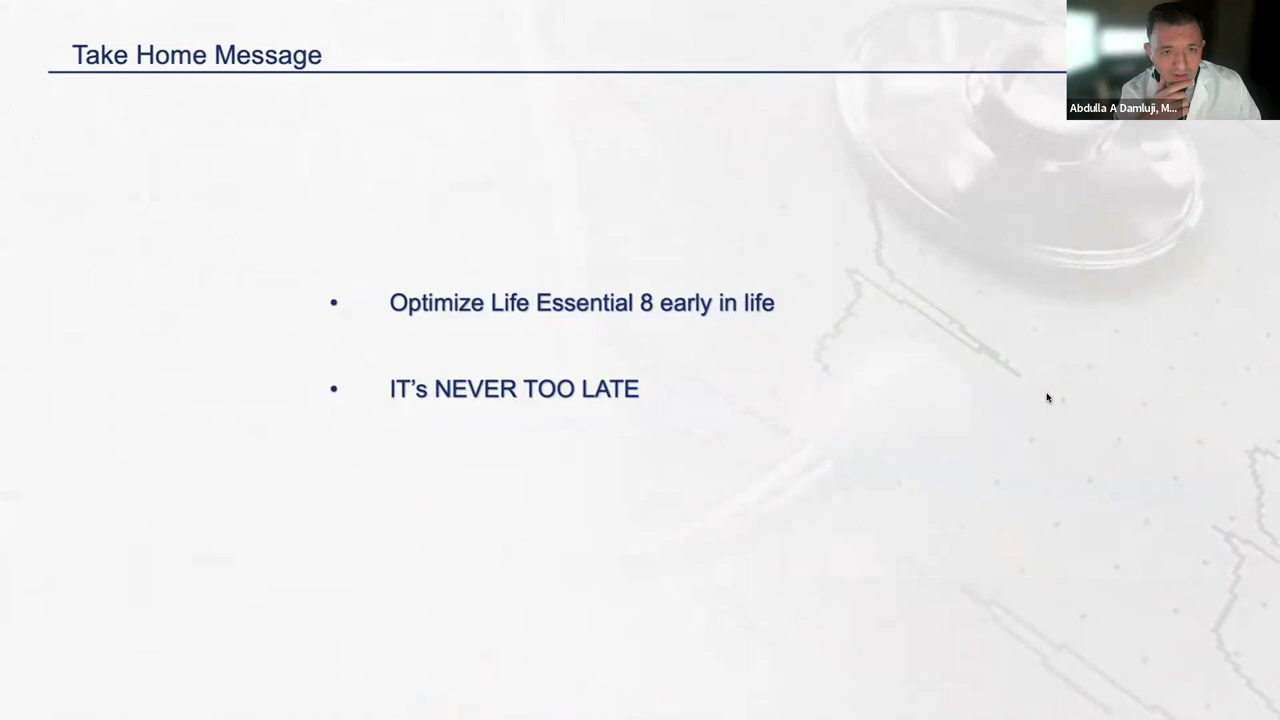 Take Home Message
Abdulla A Damluji, M...
• Optimize Life Essential 8 early in life
• IT’s NEVER TOO LATE